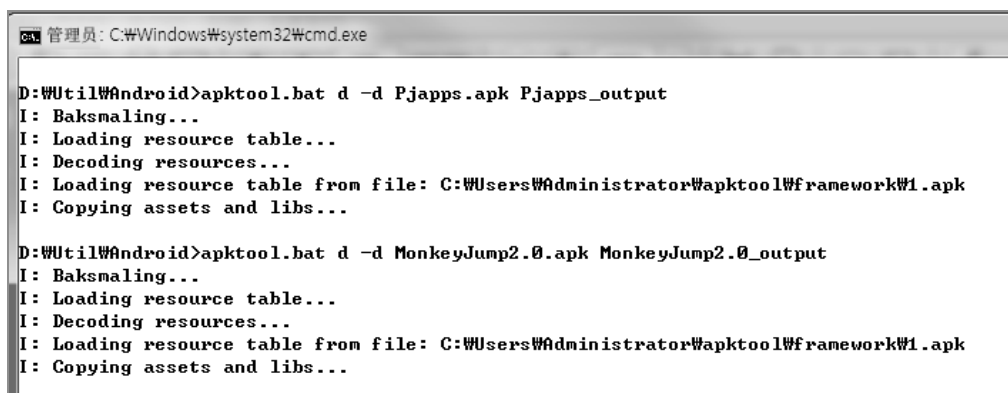 管理员: C:₩Windows₩system32₩cmd.exe
D:₩Util₩Android>apktool.bat d -d Pjapps.apk Pjapps_output
I: Baksmaling...
I: Loading resource table...
I: Decoding resources...
I: Loading resource table from file: C:₩Users₩Administrator₩apktool₩framework₩1.apk
I: Copying assets and libs...
D:₩Util₩Android>apktool.bat d -d MonkeyJump2.0.apk MonkeyJump2.0_output
I: Baksmaling...
I: Loading resource table...
I: Decoding resources...
I: Loading resource table from file: C:₩Users₩Administrator₩apktool₩framework₩1.apk
I: Copying assets and libs...